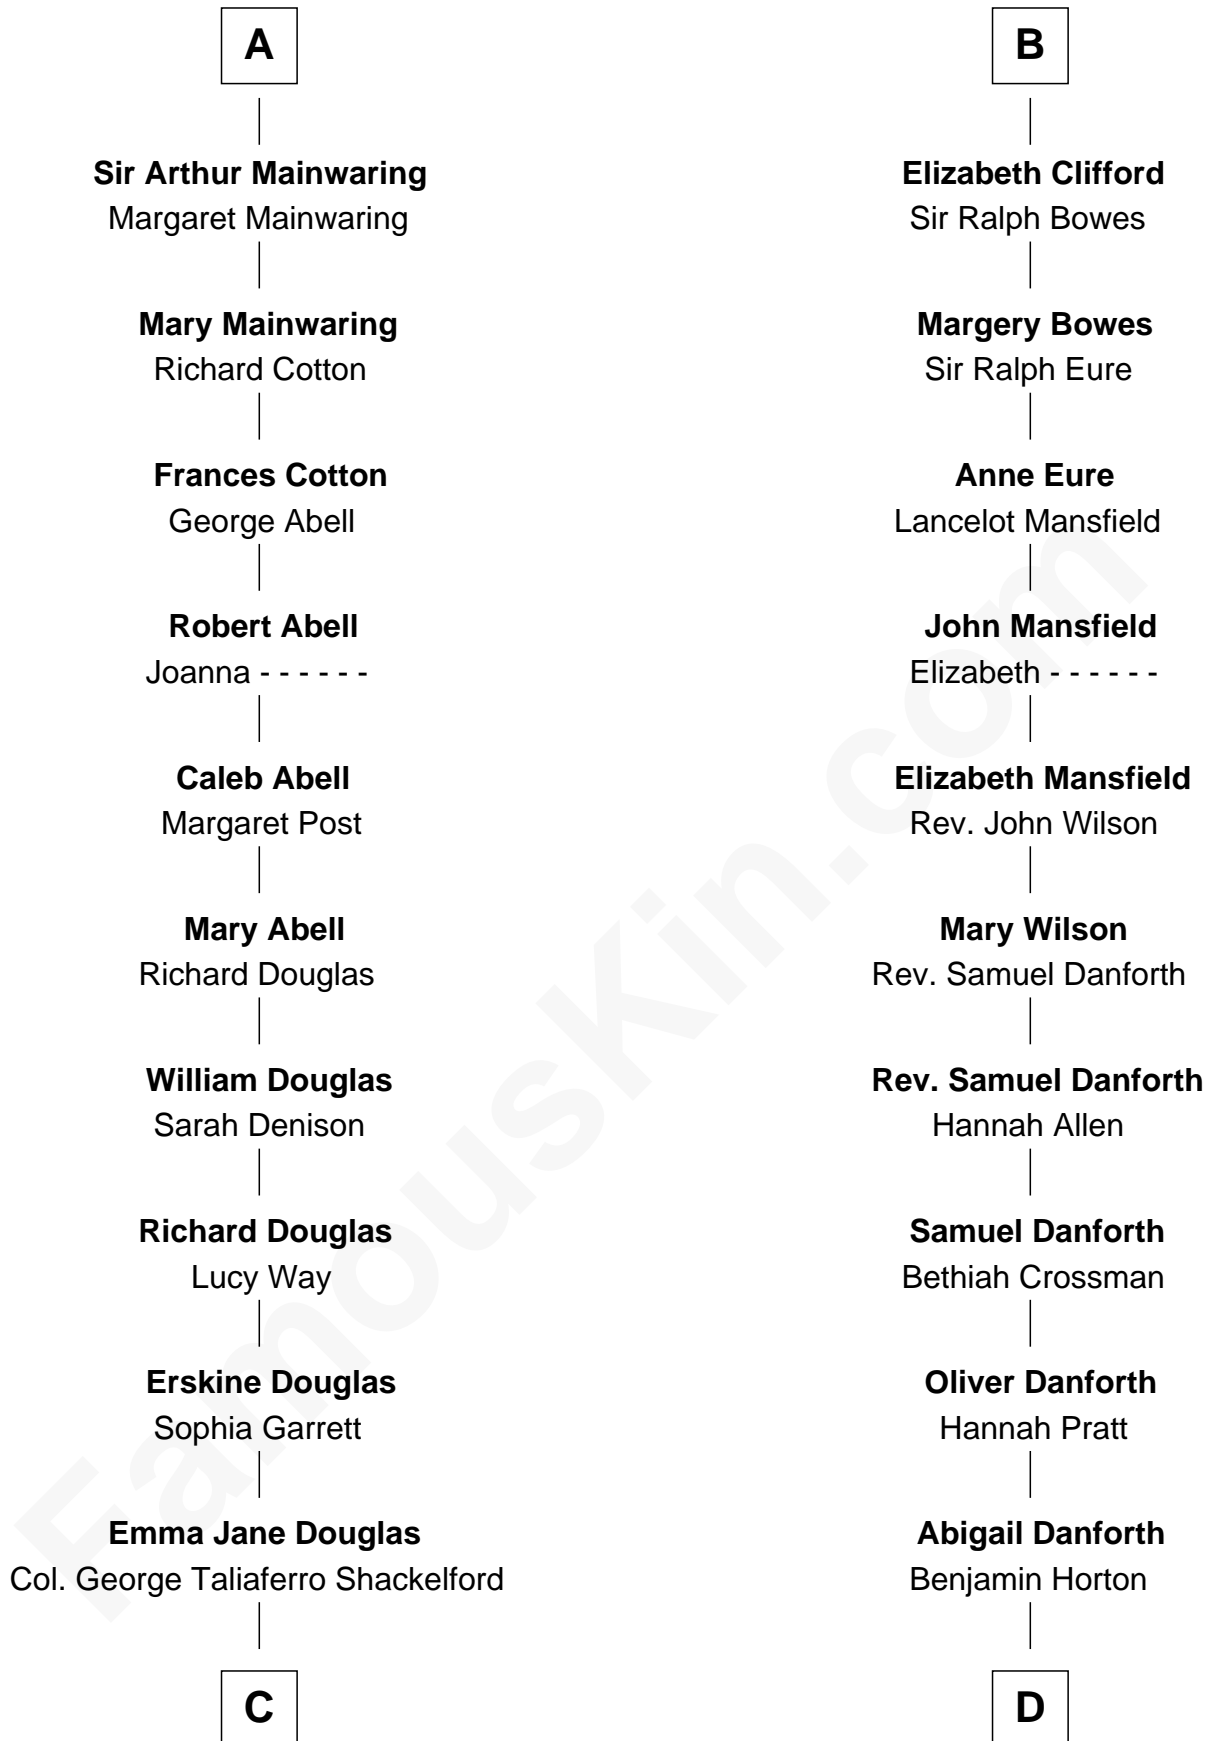 A
Sir Arthur Mainwaring
Margaret Mainwaring
Mary Mainwaring
Richard Cotton
Frances Cotton
George Abell
Robert Abell
Joanna - - - - - -
Caleb Abell
Margaret Post
Mary Abell
Richard Douglas
William Douglas
Sarah Denison
Richard Douglas
Lucy Way
Erskine Douglas
Sophia Garrett
Emma Jane Douglas
Col. George Taliaferro Shackelford
C
B
Elizabeth Clifford
Sir Ralph Bowes
Margery Bowes
Sir Ralph Eure
Anne Eure
Lancelot Mansfield
John Mansfield
Elizabeth - - - - - -
Elizabeth Mansfield
Rev. John Wilson
Mary Wilson
Rev. Samuel Danforth
Rev. Samuel Danforth
Hannah Allen
Samuel Danforth
Bethiah Crossman
Oliver Danforth
Hannah Pratt
Abigail Danforth
Benjamin Horton
D
FamousKin.com